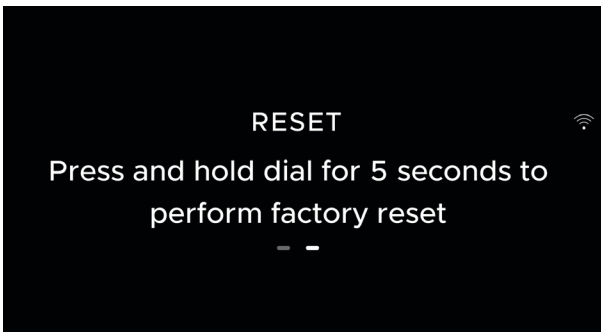 RESET
Press and hold dial for 5 seconds to
perform factory reset